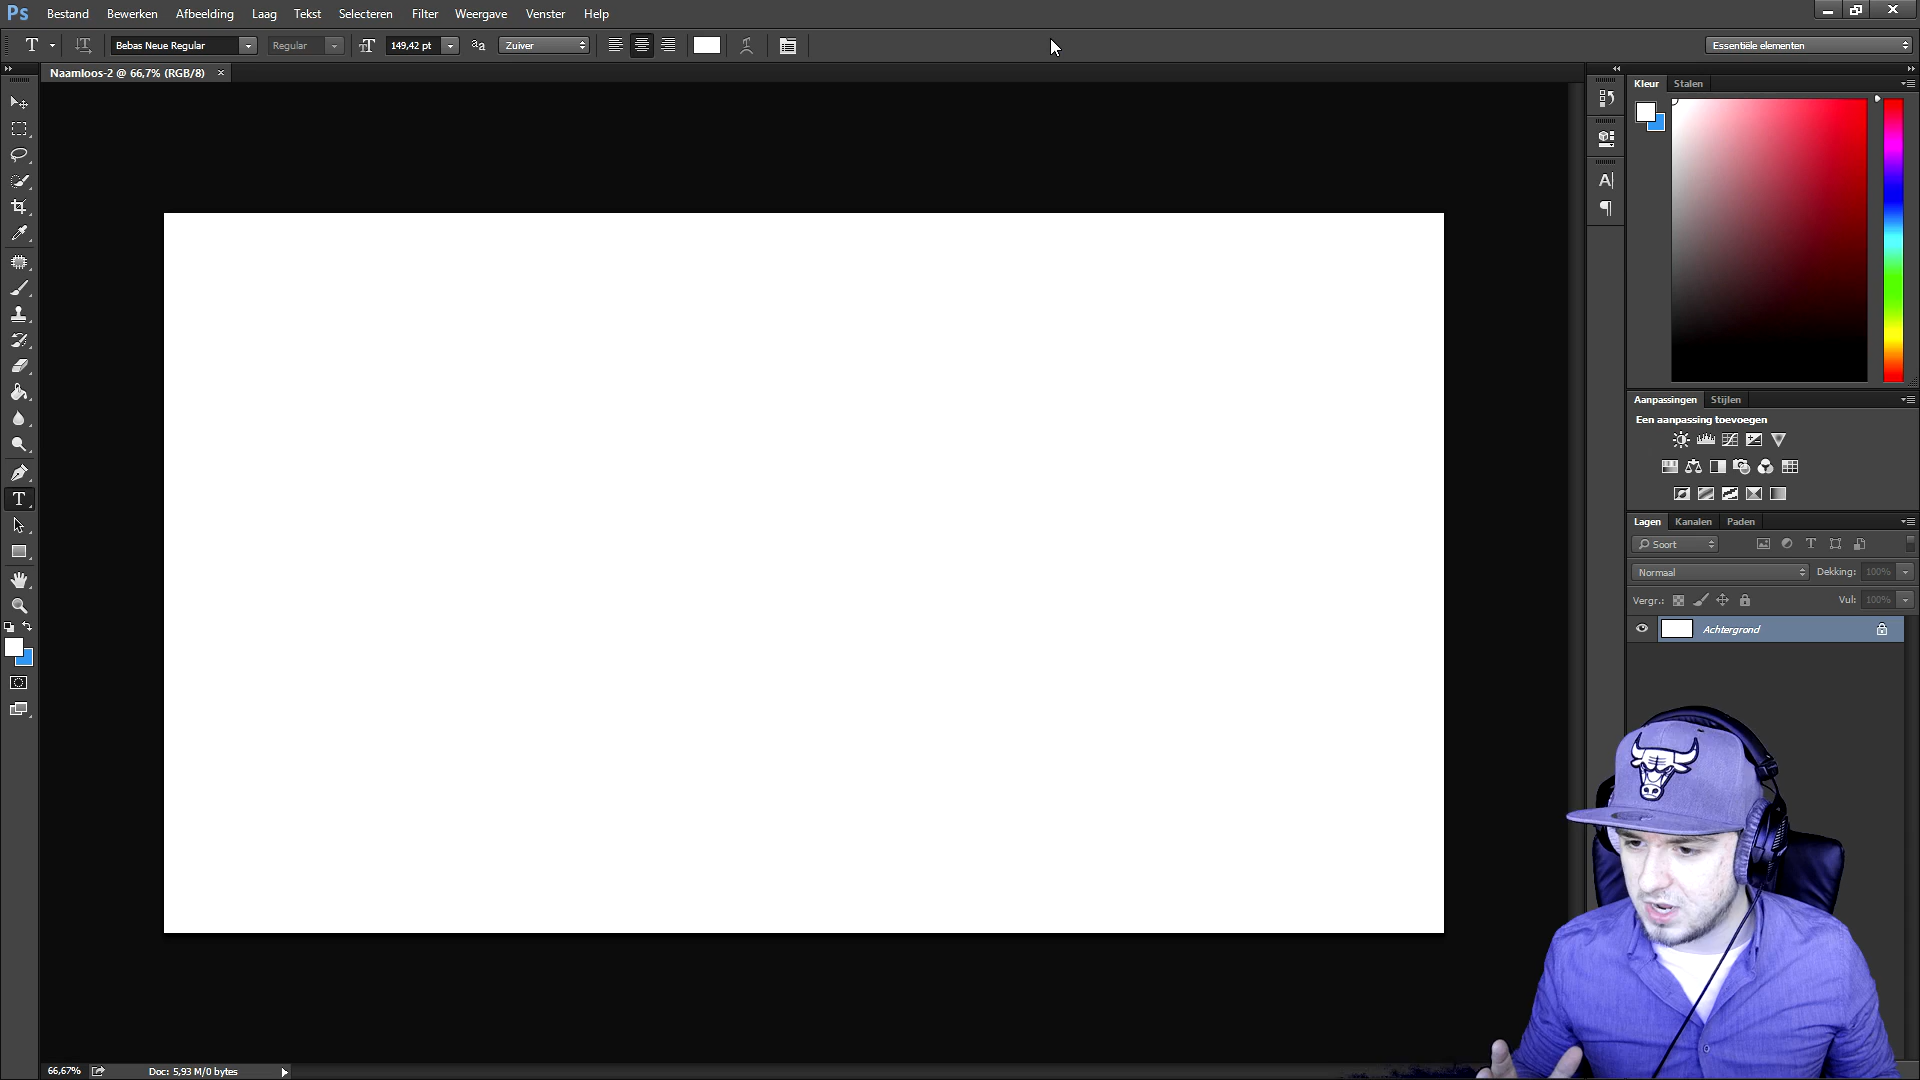 Ps Bestand Bewerken Afbeelding Laag Tekst Selecteren Filter Weergave Venster Help
T Bebas Neue Regular Regular 149,42 pt aa Zuiver Essentiële elementen
Naamloos-2 @ 66,7% (RGB/8) ×
Kleur Stalen
Aanpassingen Stijlen
Een aanpassing toevoegen
Lagen Kanalen Paden
Soort
Normaal Dekking: 100%
Vergr.: Vul: 100%
Achtergrond
66,67% Doc: 5,93 M/0 bytes